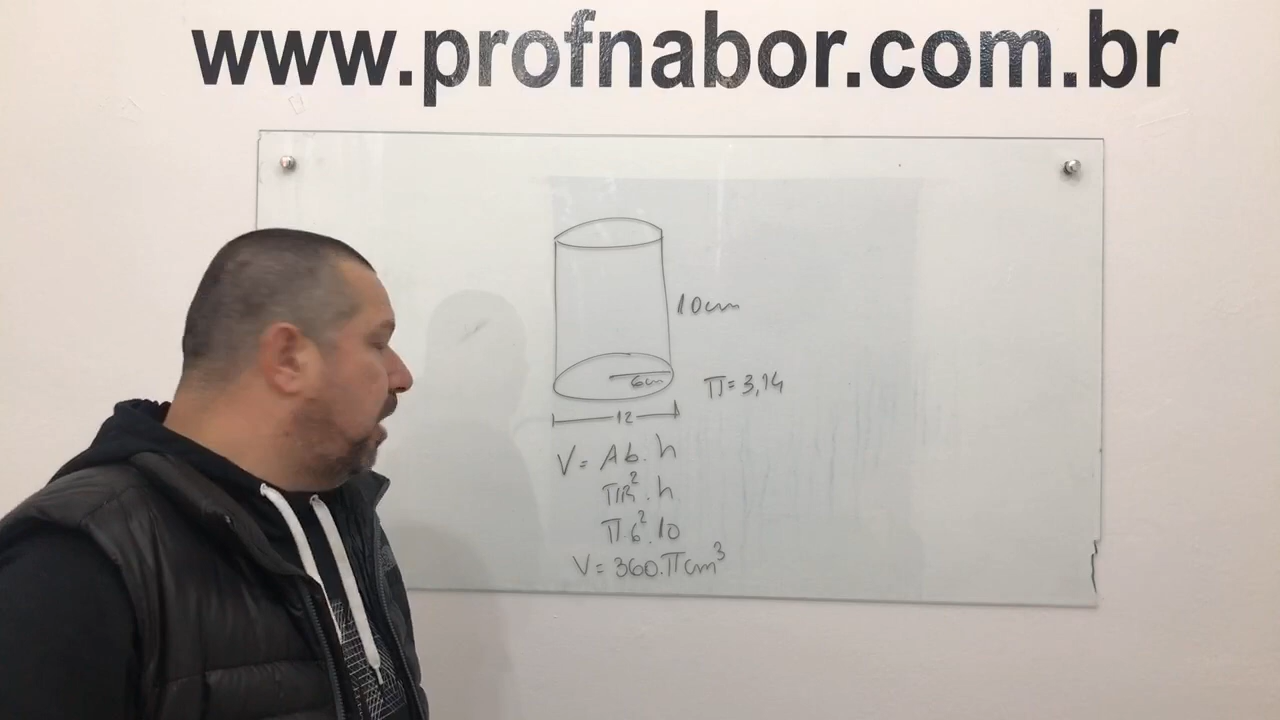 www.profnabor.com.br
10cm
6cm
π=3,14
12
V= Ab.h
πR².h
π.6².10
V= 360.πcm³